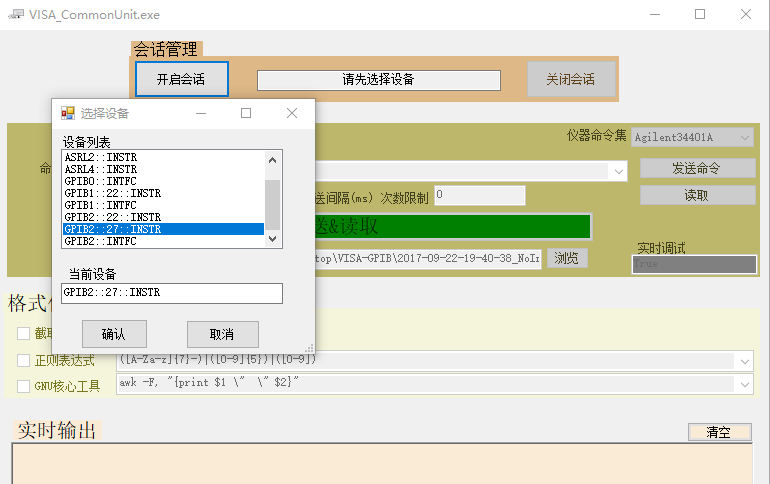 VISA_CommonUnit.exe
会话管理
开启会话
请先选择设备
关闭会话
选择设备
设备列表
ASRL2::INSTR
ASRL4::INSTR
GPIB0::INTFC
GPIB1::22::INSTR
GPIB1::INTFC
GPIB2::22::INSTR
GPIB2::27::INSTR
GPIB2::INTFC
当前设备
GPIB2::27::INSTR
确认
取消
仪器命令集
Agilent34401A
命
发送命令
送间隔(ms) 次数限制
0
读取
送&读取
top\VISA-GPIB\2017-09-22-19-40-38_NoIn
浏览
实时调试
True
格式
截取
正则表达式
([A-Za-z]{7}-)|([0-9]{5})|([0-9])
GNU核心工具
awk -F, "{print $1 \" \" $2}"
实时输出
清空